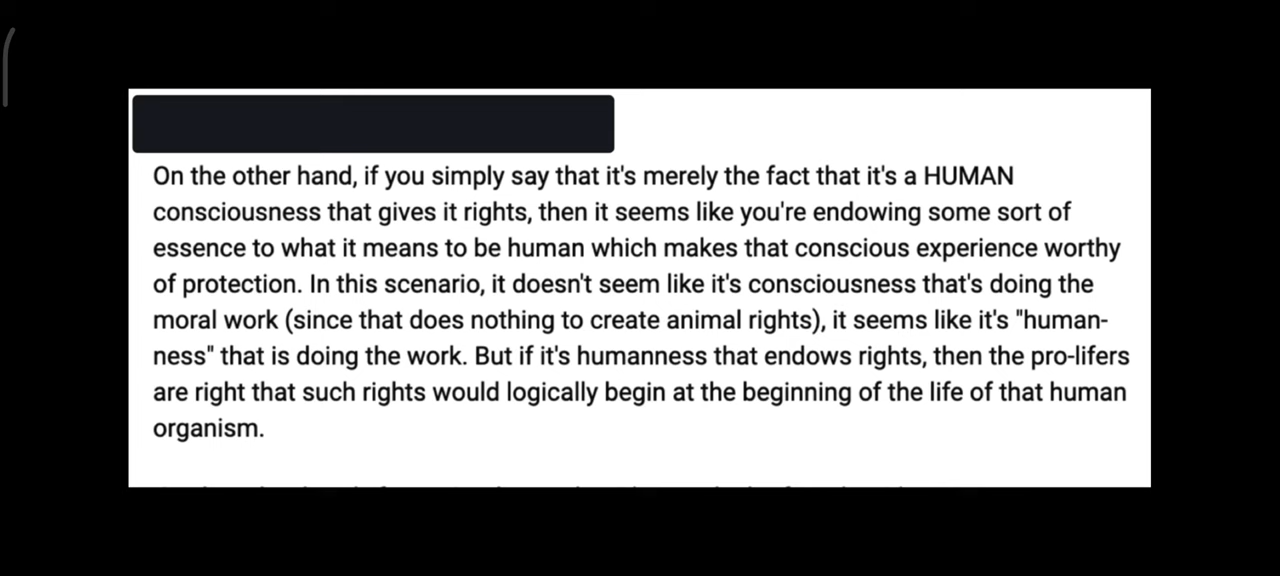 On the other hand, if you simply say that it's merely the fact that it's a HUMAN
consciousness that gives it rights, then it seems like you're endowing some sort of
essence to what it means to be human which makes that conscious experience worthy
of protection. In this scenario, it doesn't seem like it's consciousness that's doing the
moral work (since that does nothing to create animal rights), it seems like it's "human-
ness" that is doing the work. But if it's humanness that endows rights, then the pro-lifers
are right that such rights would logically begin at the beginning of the life of that human
organism.